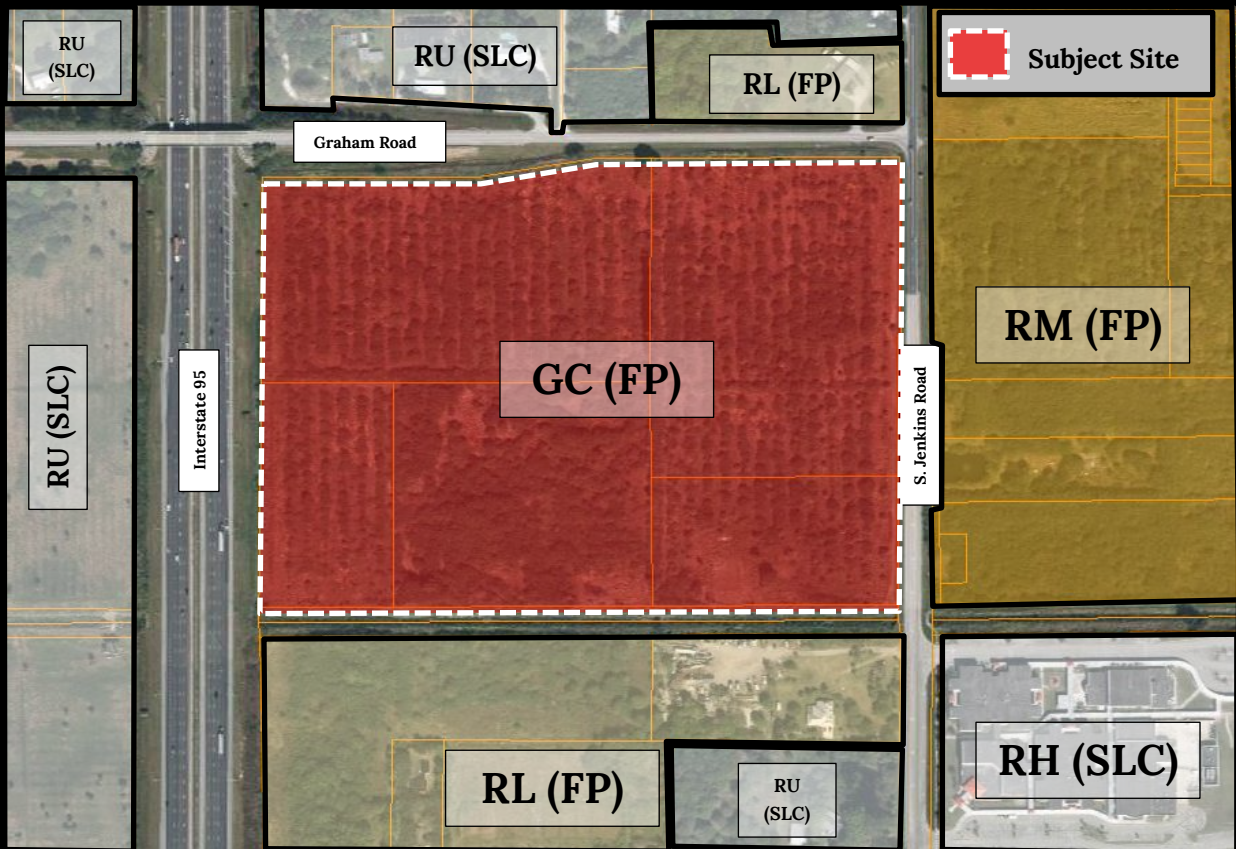 RU
(SLC)
RU (SLC)
RL (FP)
Subject Site
Graham Road
RM (FP)
GC (FP)
RU (SLC)
Interstate 95
S. Jenkins Road
RL (FP)
RU
(SLC)
RH (SLC)